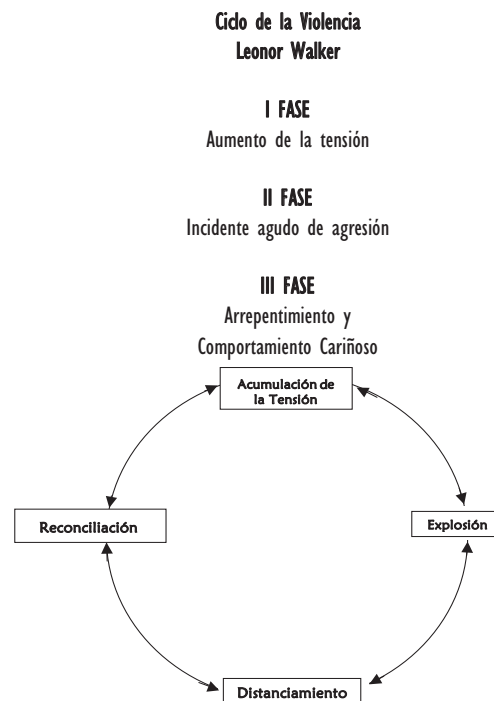 Ciclo de la Violencia
Leonor Walker
I FASE
Aumento de la tensión
II FASE
Incidente agudo de agresión
III FASE
Arrepentimiento y
Comportamiento Cariñoso
Acumulación de
la Tensión
Reconciliación
Explosión
Distanciamiento